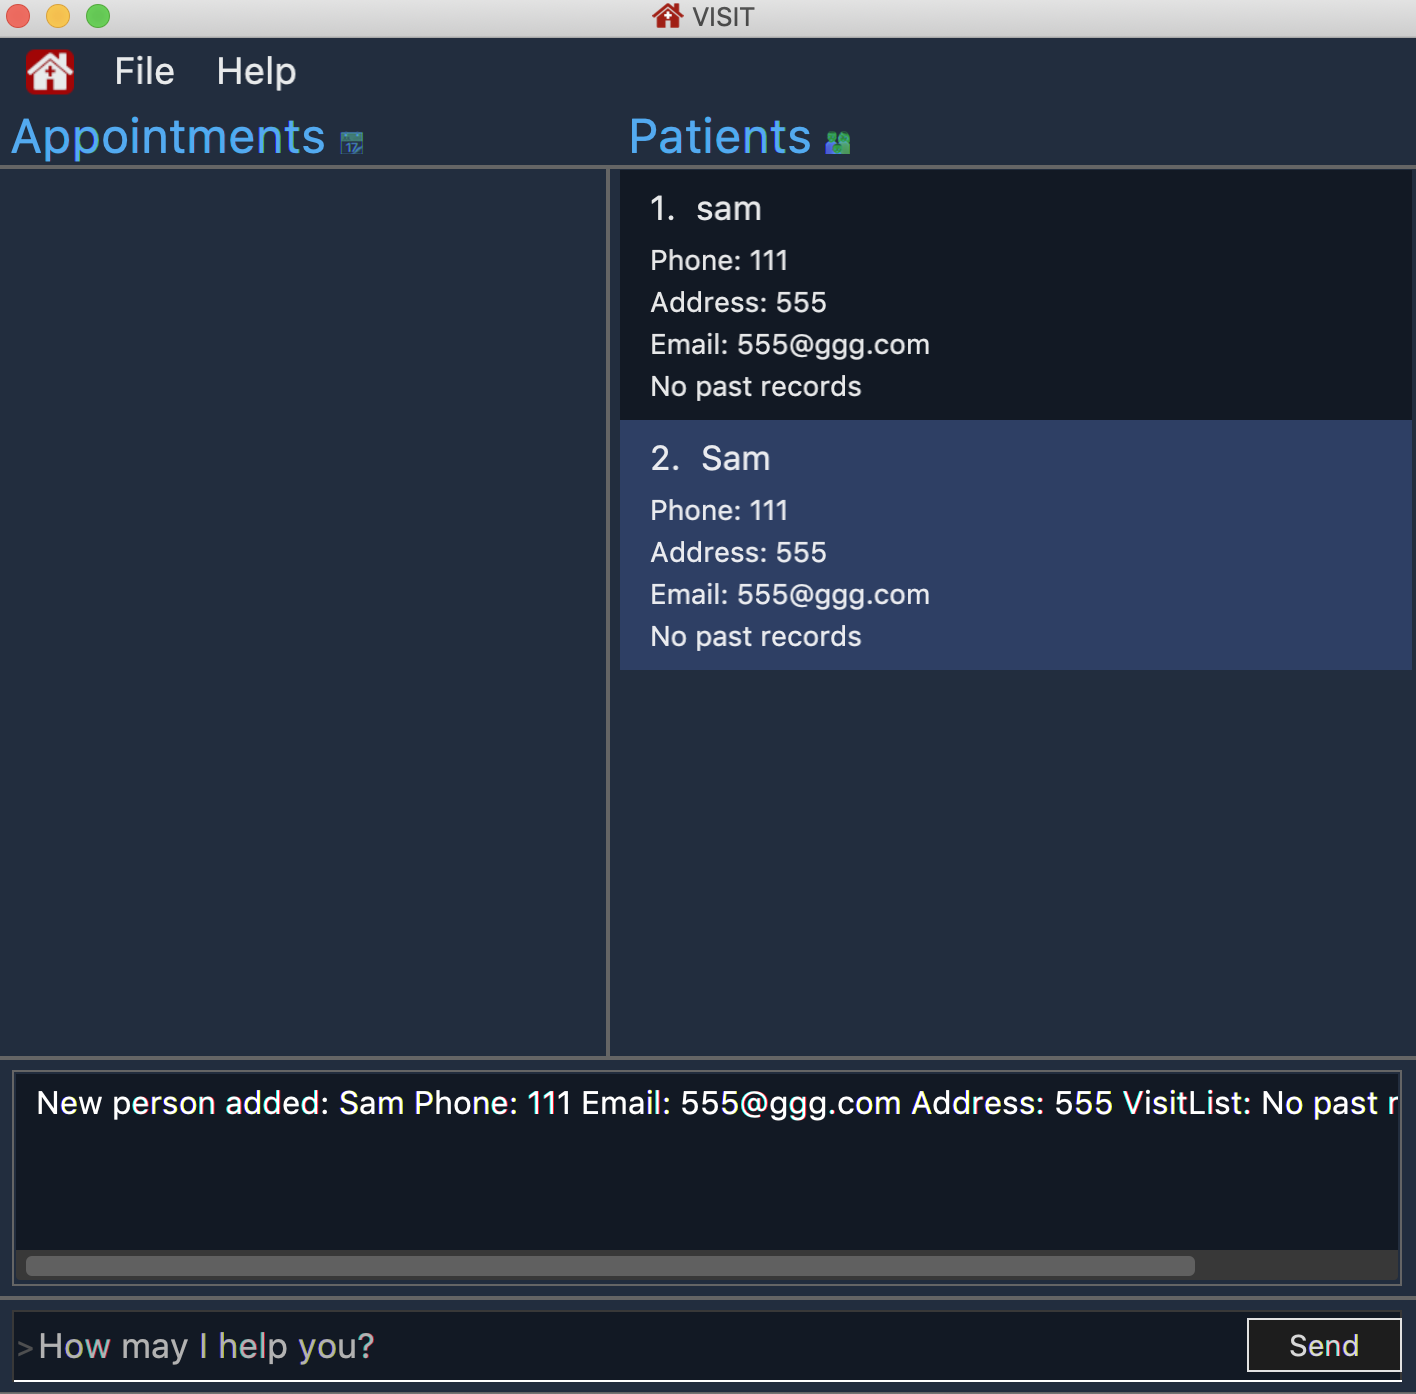 VISIT
File Help
Appointments
Patients
1. sam
Phone: 111
Address: 555
Email: 555@ggg.com
No past records
2. Sam
Phone: 111
Address: 555
Email: 555@ggg.com
No past records
New person added: Sam Phone: 111 Email: 555@ggg.com Address: 555 VisitList: No past r
>How may I help you?
Send